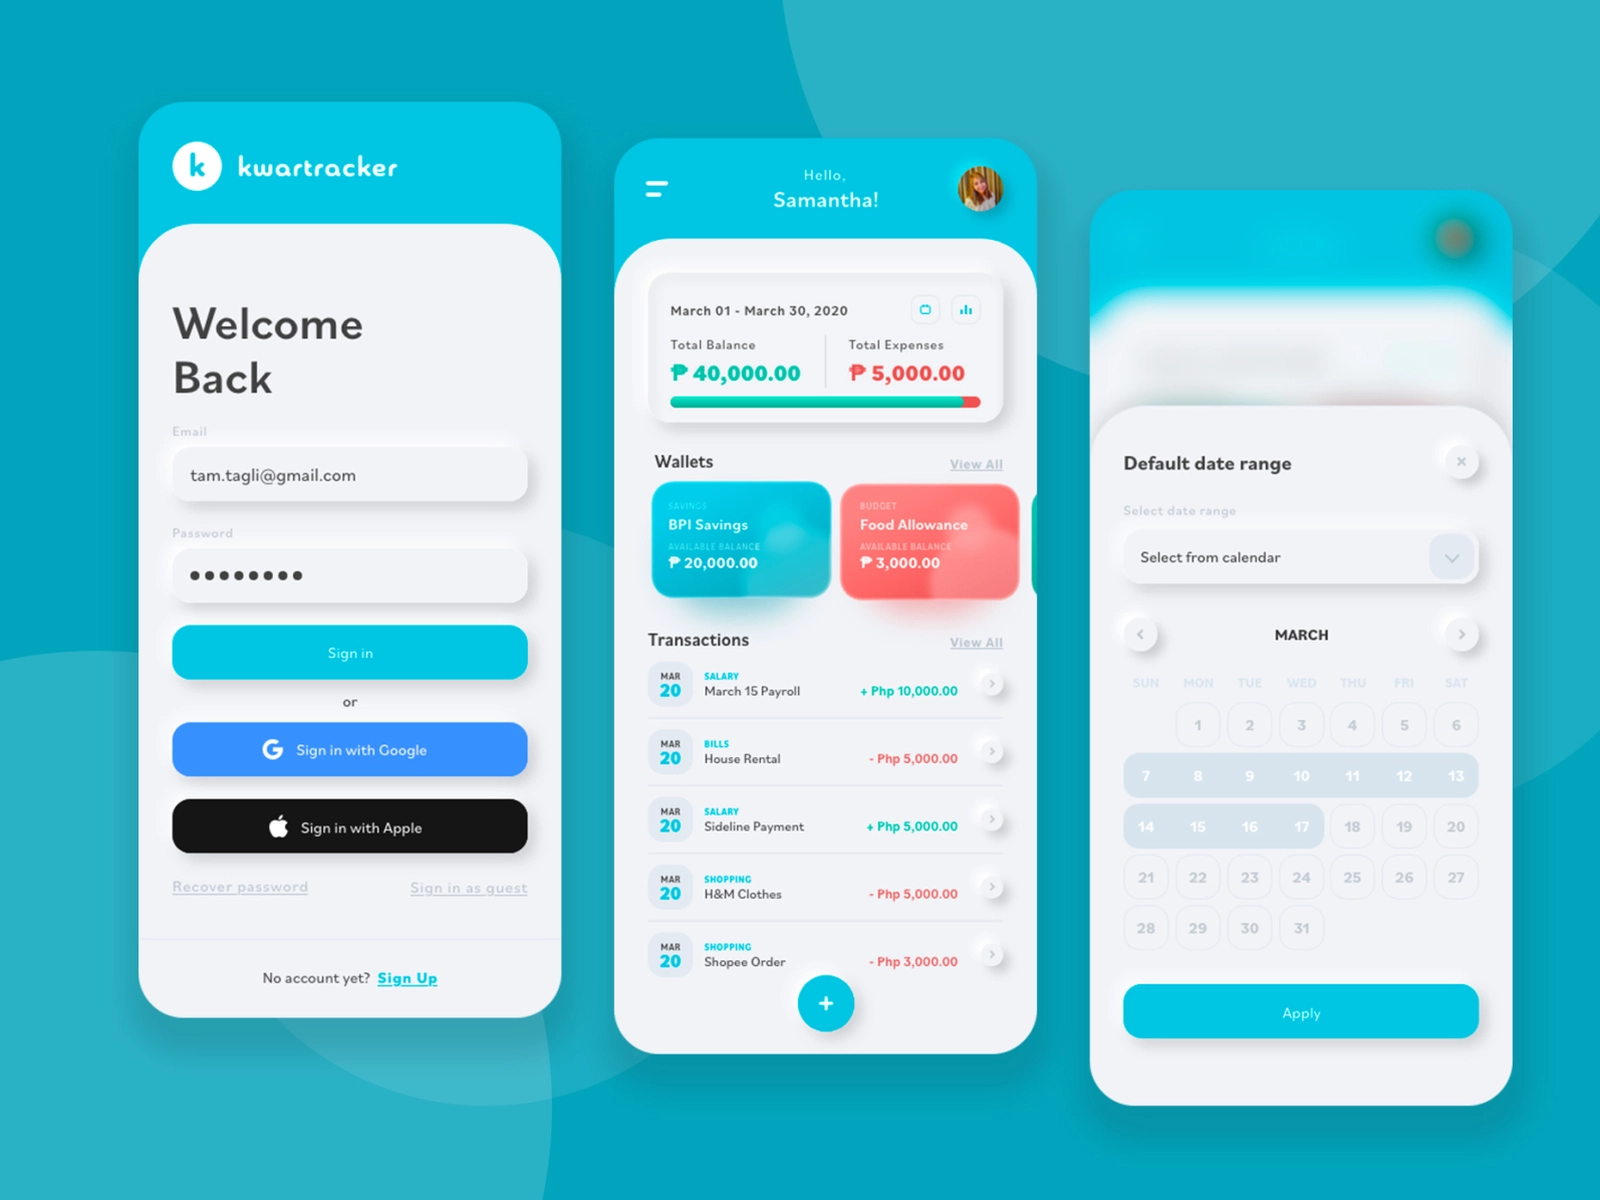 k kwartracker
Welcome
Back
Email
tam.tagli@gmail.com
Password
Sign in
or
G Sign in with Google
Sign in with Apple
Recover password Sign in as guest
No account yet? Sign Up
Hello,
Samantha!
March 01 - March 30, 2020
Total Balance Total Expenses
₱ 40,000.00 ₱ 5,000.00
Wallets View All
SAVINGS
BPI Savings
AVAILABLE BALANCE
₱ 20,000.00
BUDGET
Food Allowance
AVAILABLE BALANCE
₱ 3,000.00
Transactions View All
MAR SALARY
20 March 15 Payroll + Php 10,000.00
MAR BILLS
20 House Rental - Php 5,000.00
MAR SALARY
20 Sideline Payment + Php 5,000.00
MAR SHOPPING
20 H&M Clothes - Php 5,000.00
MAR SHOPPING
20 Shopee Order - Php 3,000.00
+
Default date range
Select date range
Select from calendar
MARCH
SUN MON TUE WED THU FRI SAT
1 2 3 4 5 6
7 8 9 10 11 12 13
14 15 16 17 18 19 20
21 22 23 24 25 26 27
28 29 30 31
Apply